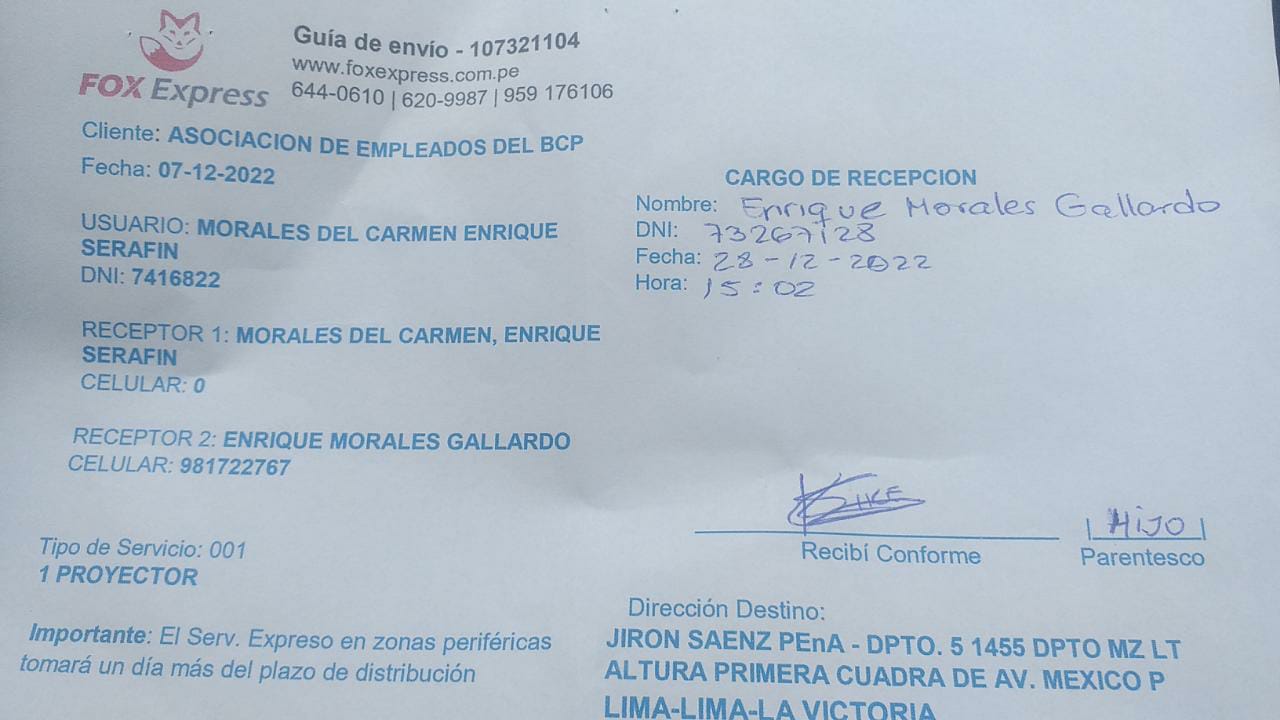 FOX Express
Guía de envío - 107321104
www.foxexpress.com.pe
644-0610 | 620-9987 | 959 176106
Cliente: ASOCIACION DE EMPLEADOS DEL BCP
Fecha: 07-12-2022
USUARIO: MORALES DEL CARMEN ENRIQUE
SERAFIN
DNI: 7416822
RECEPTOR 1: MORALES DEL CARMEN, ENRIQUE
SERAFIN
CELULAR: 0
RECEPTOR 2: ENRIQUE MORALES GALLARDO
CELULAR: 981722767
Tipo de Servicio: 001
1 PROYECTOR
Importante: El Serv. Expreso en zonas periféricas
tomará un día más del plazo de distribución
CARGO DE RECEPCION
Nombre: Enrique Morales Gallardo
DNI: 73267128
Fecha: 28-12-2022
Hora: 15:02
KIKE
Recibí Conforme
HIJO
Parentesco
Dirección Destino:
JIRON SAENZ PEnA - DPTO. 5 1455 DPTO MZ LT
ALTURA PRIMERA CUADRA DE AV. MEXICO P
LIMA-LIMA-LA VICTORIA